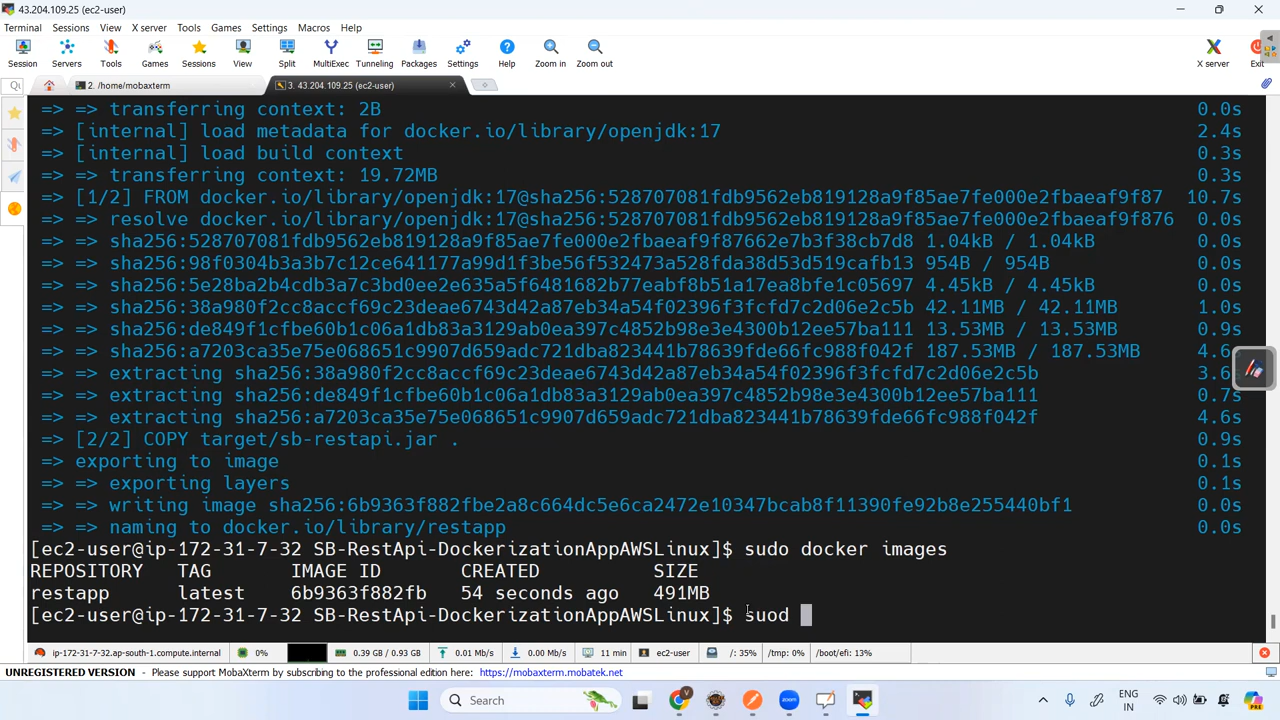 43.204.109.25 (ec2-user)
Terminal Sessions View X server Tools Games Settings Macros Help
Session Servers Tools Games Sessions View Split MultiExec Tunneling Packages Settings Help Zoom in Zoom out X server Exit
2. /home/mobaxterm 3. 43.204.109.25 (ec2-user)
=> => transferring context: 2B 0.0s
=> [internal] load metadata for docker.io/library/openjdk:17 2.4s
=> [internal] load build context 0.3s
=> => transferring context: 19.72MB 0.3s
=> [1/2] FROM docker.io/library/openjdk:17@sha256:528707081fdb9562eb819128a9f85ae7fe000e2fbaeaf9f87 10.7s
=> => resolve docker.io/library/openjdk:17@sha256:528707081fdb9562eb819128a9f85ae7fe000e2fbaeaf9f876 0.0s
=> => sha256:528707081fdb9562eb819128a9f85ae7fe000e2fbaeaf9f87662e7b3f38cb7d8 1.04kB / 1.04kB 0.0s
=> => sha256:98f0304b3a3b7c12ce641177a99d1f3be56f532473a528fda38d53d519cafb13 954B / 954B 0.0s
=> => sha256:5e28ba2b4cdb3a7c3bd0ee2e635a5f6481682b77eabf8b51a17ea8bfe1c05697 4.45kB / 4.45kB 0.0s
=> => sha256:38a980f2cc8accf69c23deae6743d42a87eb34a54f02396f3fcfd7c2d06e2c5b 42.11MB / 42.11MB 1.0s
=> => sha256:de849f1cfbe60b1c06a1db83a3129ab0ea397c4852b98e3e4300b12ee57ba111 13.53MB / 13.53MB 0.9s
=> => sha256:a7203ca35e75e068651c9907d659adc721dba823441b78639fde66fc988f042f 187.53MB / 187.53MB 4.6
=> => extracting sha256:38a980f2cc8accf69c23deae6743d42a87eb34a54f02396f3fcfd7c2d06e2c5b 3.6
=> => extracting sha256:de849f1cfbe60b1c06a1db83a3129ab0ea397c4852b98e3e4300b12ee57ba111 0.7s
=> => extracting sha256:a7203ca35e75e068651c9907d659adc721dba823441b78639fde66fc988f042f 4.6s
=> [2/2] COPY target/sb-restapi.jar . 0.9s
=> exporting to image 0.1s
=> => exporting layers 0.1s
=> => writing image sha256:6b9363f882fbe2a8c664dc5e6ca2472e10347bcab8f11390fe92b8e255440bf1 0.0s
=> => naming to docker.io/library/restapp 0.0s
[ec2-user@ip-172-31-7-32 SB-RestApi-DockerizationAppAWSLinux]$ sudo docker images
REPOSITORY TAG IMAGE ID CREATED SIZE
restapp latest 6b9363f882fb 54 seconds ago 491MB
[ec2-user@ip-172-31-7-32 SB-RestApi-DockerizationAppAWSLinux]$ suod
ip-172-31-7-32.ap-south-1.compute.internal 0% 0.39 GB / 0.93 GB 0.01 Mb/s 0.00 Mb/s 11 min ec2-user /: 35% /tmp: 0% /boot/efi: 13%
UNREGISTERED VERSION - Please support MobaXterm by subscribing to the professional edition here: https://mobaxterm.mobatek.net
Search ENG
IN